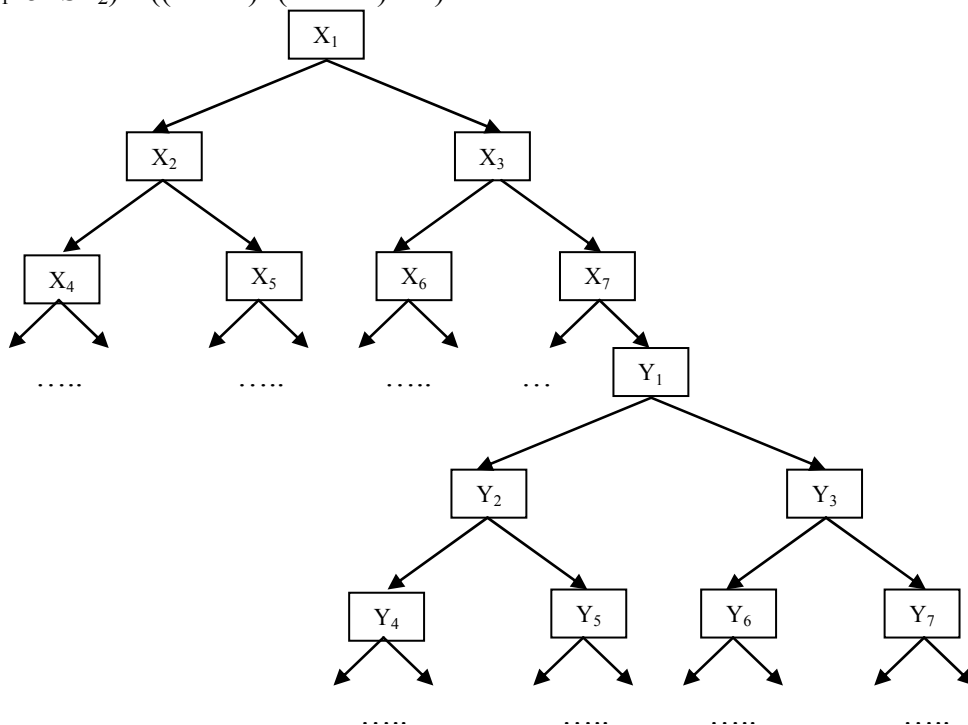 X₁
X₂ X₃
X₄ X₅ X₆ X₇
….. ….. ….. …
Y₁
Y₂ Y₃
Y₄ Y₅ Y₆ Y₇
….. ….. ….. …..